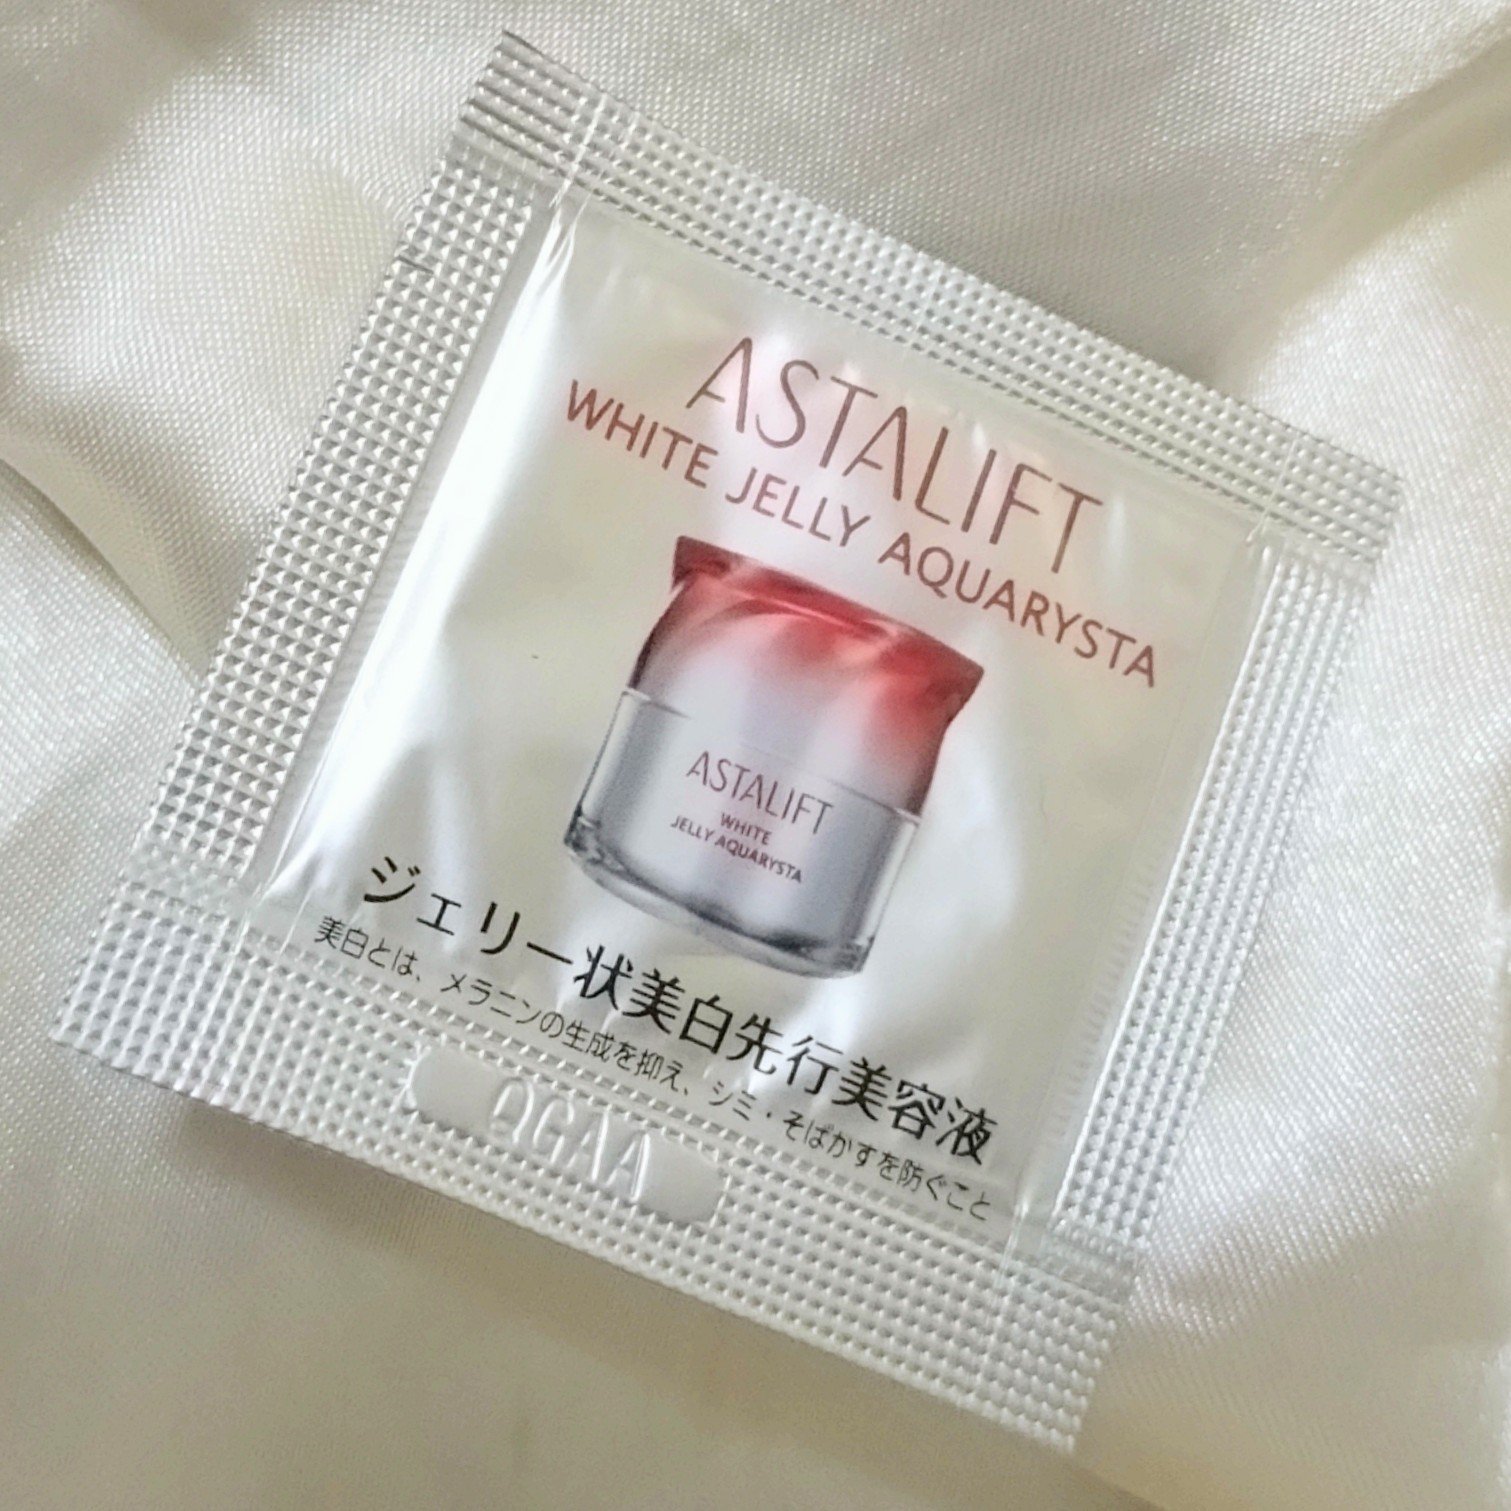 ASTALIFT
WHITE JELLY AQUARYSTA
ASTALIFT
WHITE
JELLY AQUARYSTA
ジェリー状美白先行美容液
美白とは、メラニンの生成を抑え、シミ・そばかすを防ぐこと
QGAA